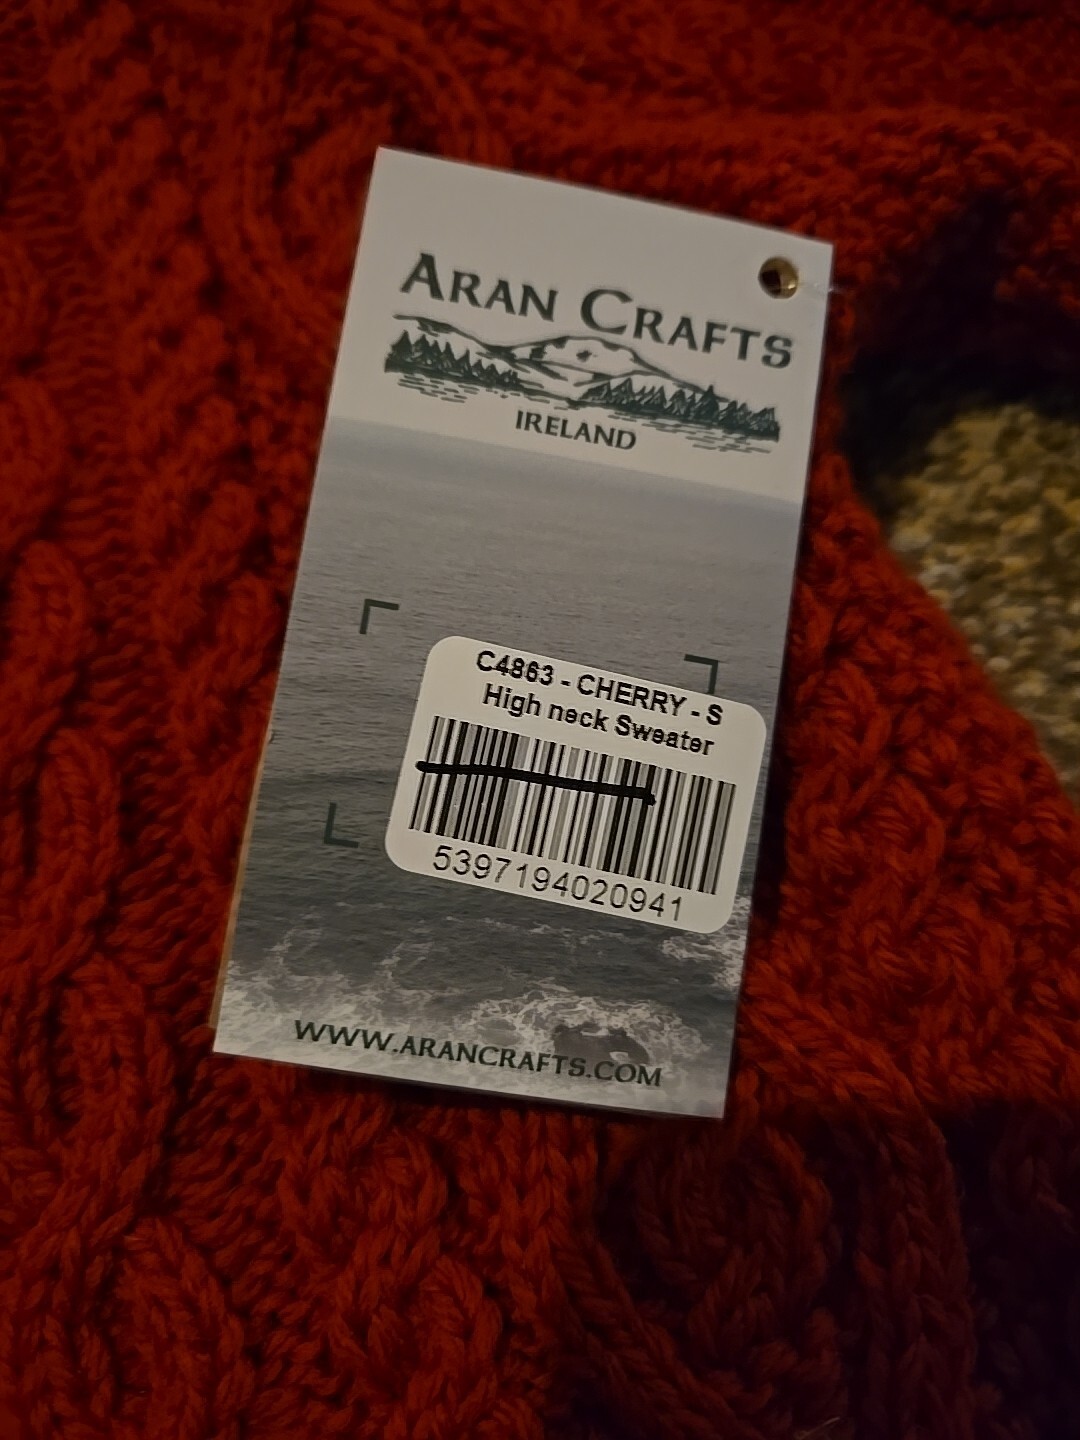 ARAN CRAFTS
IRELAND
C4863 - CHERRY - S
High neck Sweater
5397194020941
WWW.ARANCRAFTS.COM